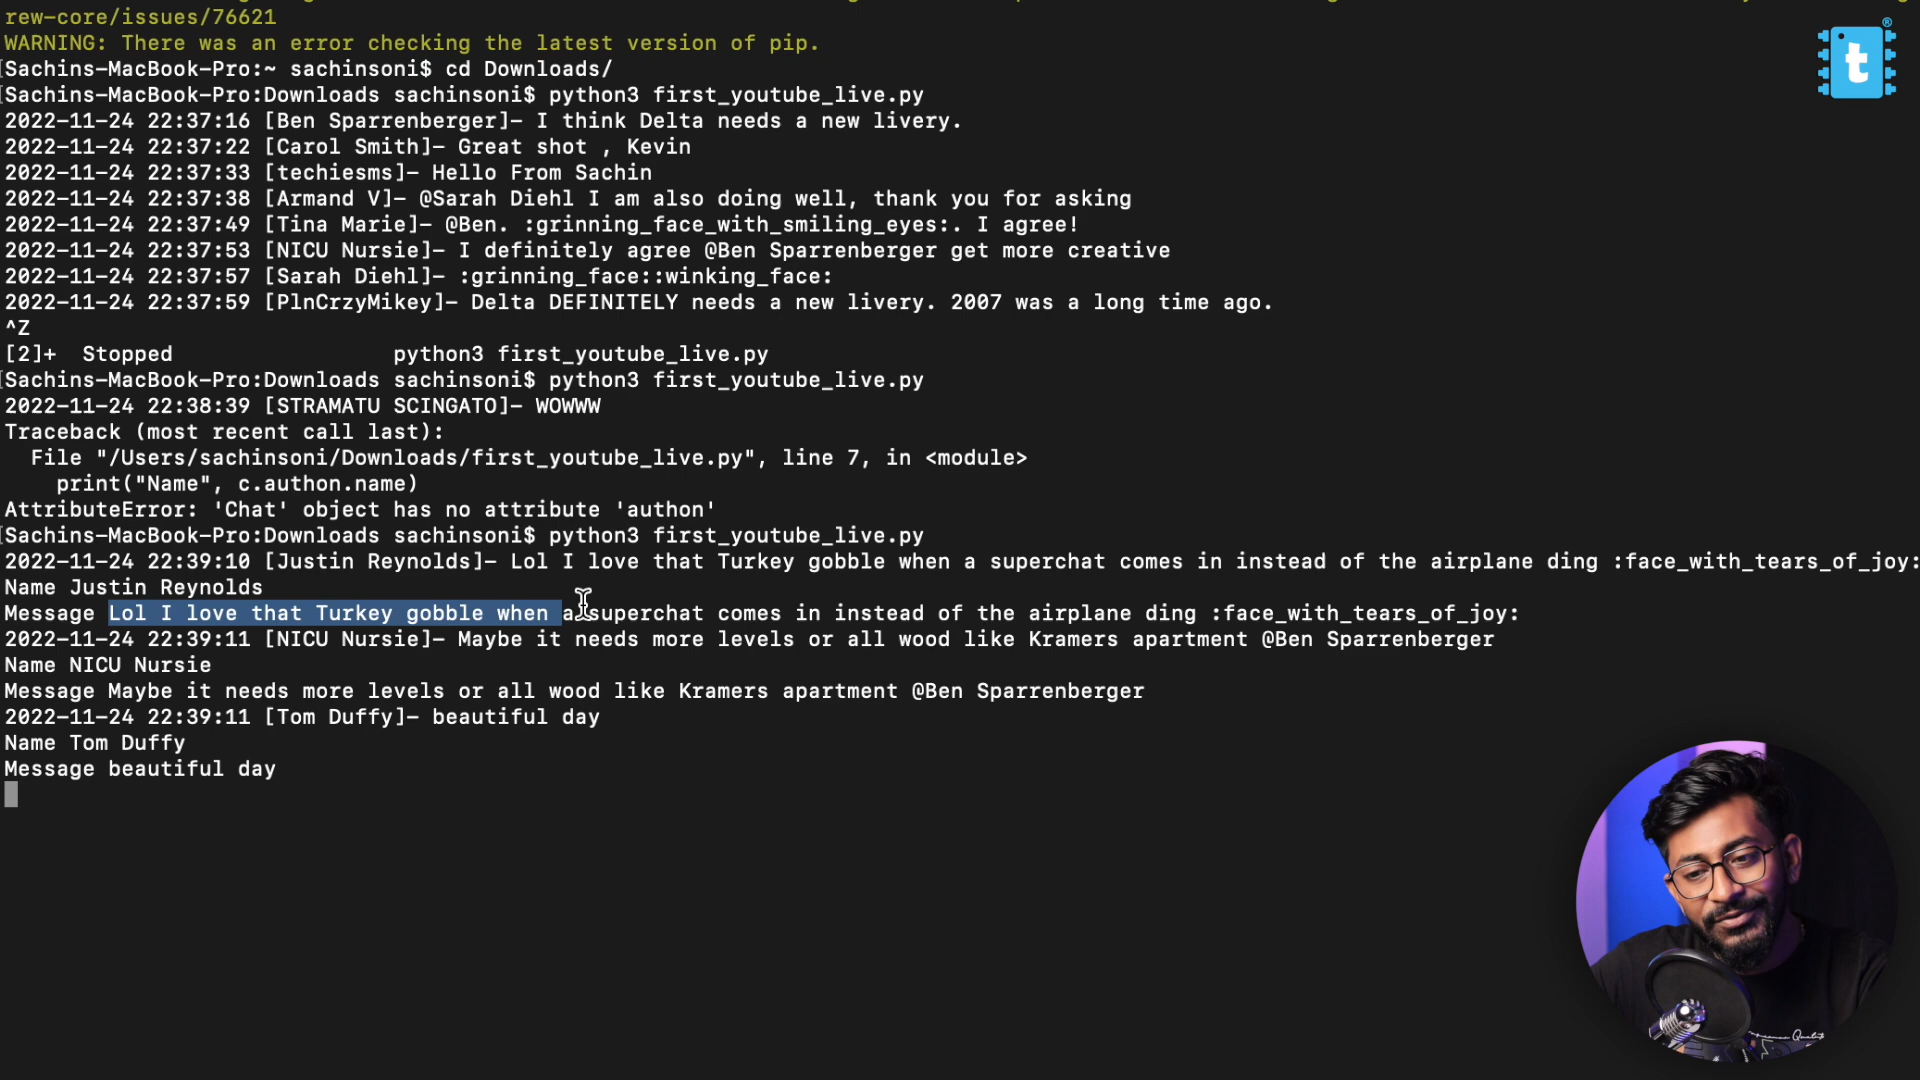 rew-core/issues/76621
WARNING: There was an error checking the latest version of pip.
[Sachins-MacBook-Pro:~ sachinsoni$ cd Downloads/
[Sachins-MacBook-Pro:Downloads sachinsoni$ python3 first_youtube_live.py
2022-11-24 22:37:16 [Ben Sparrenberger]- I think Delta needs a new livery.
2022-11-24 22:37:22 [Carol Smith]- Great shot , Kevin
2022-11-24 22:37:33 [techiesms]- Hello From Sachin
2022-11-24 22:37:38 [Armand V]- @Sarah Diehl I am also doing well, thank you for asking
2022-11-24 22:37:49 [Tina Marie]- @Ben. :grinning_face_with_smiling_eyes:. I agree!
2022-11-24 22:37:53 [NICU Nursie]- I definitely agree @Ben Sparrenberger get more creative
2022-11-24 22:37:57 [Sarah Diehl]- :grinning_face::winking_face:
2022-11-24 22:37:59 [PlnCrzyMikey]- Delta DEFINITELY needs a new livery. 2007 was a long time ago.
^Z
[2]+  Stopped                 python3 first_youtube_live.py
[Sachins-MacBook-Pro:Downloads sachinsoni$ python3 first_youtube_live.py
2022-11-24 22:38:39 [STRAMATU SCINGATO]- WOWWW
Traceback (most recent call last):
  File "/Users/sachinsoni/Downloads/first_youtube_live.py", line 7, in <module>
    print("Name", c.authon.name)
AttributeError: 'Chat' object has no attribute 'authon'
[Sachins-MacBook-Pro:Downloads sachinsoni$ python3 first_youtube_live.py
2022-11-24 22:39:10 [Justin Reynolds]- Lol I love that Turkey gobble when a superchat comes in instead of the airplane ding :face_with_tears_of_joy:
Name Justin Reynolds
Message Lol I love that Turkey gobble when a superchat comes in instead of the airplane ding :face_with_tears_of_joy:
2022-11-24 22:39:11 [NICU Nursie]- Maybe it needs more levels or all wood like Kramers apartment @Ben Sparrenberger
Name NICU Nursie
Message Maybe it needs more levels or all wood like Kramers apartment @Ben Sparrenberger
2022-11-24 22:39:11 [Tom Duffy]- beautiful day
Name Tom Duffy
Message beautiful day
t
®